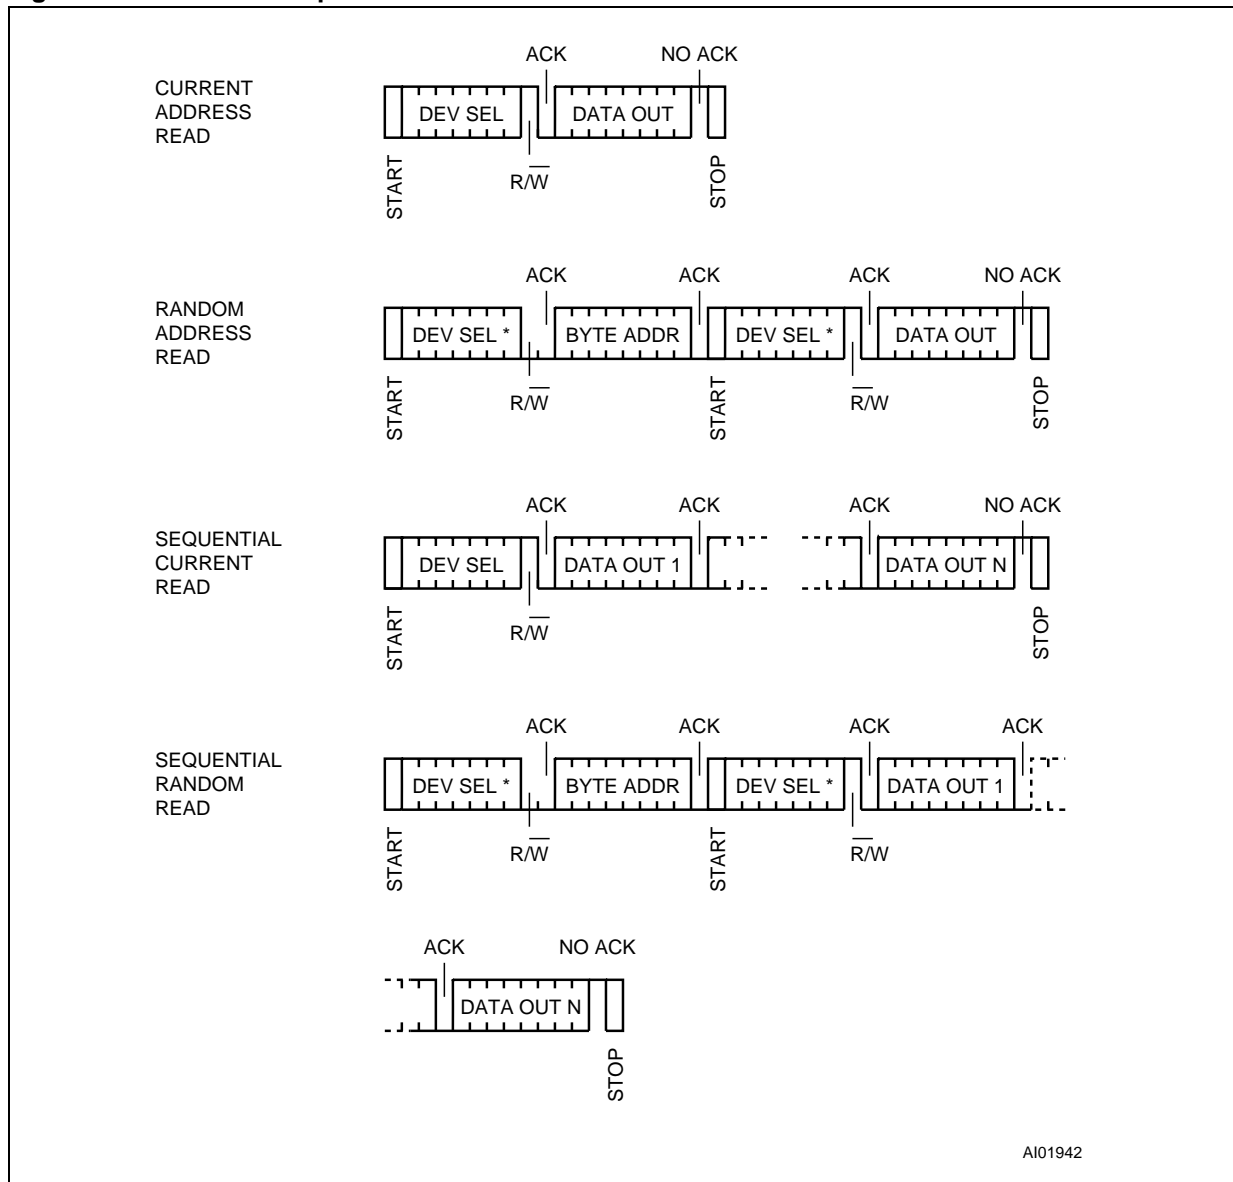 ACK NO ACK
CURRENT
ADDRESS
READ
DEV SEL DATA OUT
START R/W̅ STOP
ACK ACK ACK NO ACK
RANDOM
ADDRESS
READ
DEV SEL * BYTE ADDR DEV SEL * DATA OUT
START R/W̅ START R̅/W STOP
ACK ACK ACK NO ACK
SEQUENTIAL
CURRENT
READ
DEV SEL DATA OUT 1 DATA OUT N
START R/W̅ STOP
ACK ACK ACK ACK
SEQUENTIAL
RANDOM
READ
DEV SEL * BYTE ADDR DEV SEL * DATA OUT 1
START R/W̅ START R̅/W
ACK NO ACK
DATA OUT N
STOP
AI01942